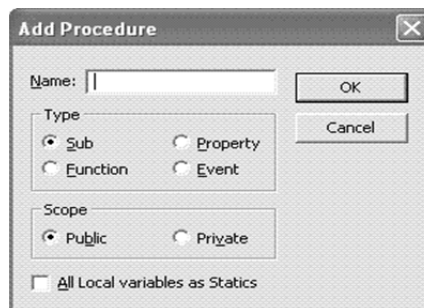 Add Procedure
Name:
OK
Cancel
Type
Sub
Property
Function
Event
Scope
Public
Private
All Local variables as Statics